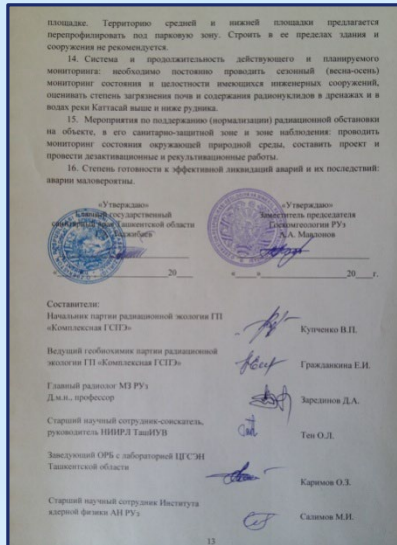 площадке. Территорию средней и нижней площадки предлагается
перепрофилировать под парковую зону. Строить в ее пределах здания и
сооружения не рекомендуется.
14. Система и продолжительность действующего и планируемого
мониторинга: необходимо постоянно проводить сезонный (весна-осень)
мониторинг состояния и целостности имеющихся инженерных сооружений,
оценивать степень загрязнения почв и содержания радионуклидов в дренажах и в
водах реки Каттасай выше и ниже рудника.
15. Мероприятия по поддержанию (нормализации) радиационной обстановки
на объекте, в его санитарно-защитной зоне и зоне наблюдения: проводить
мониторинг состояния окружающей природной среды, составить проект и
провести дезактивационные и рекультивационные работы.
16. Степень готовности к эффективной ликвидаций аварий и их последствий:
аварии маловероятны.
«Утверждаю»
государственный
врач Ташкентской области
20
«Утверждаю»
Заместитель председателя
Госкомгеологии РУз
А.А. Мавлонов
«___»___20___г.
Составители:
Начальник партии радиационной экологии ГП
«Комплексная ГСПЭ»
Купченко В.П.
Ведущий геобиохимик партии радиационной
экологии ГП «Комплексная ГСПЭ»
Гражданкина Е.И.
Главный радиолог МЗ РУз
Д.м.н., профессор
Заредянов Д.А.
Старший научный сотрудник-соискатель,
руководитель НИИРЛ ТашИУВ
Тен О.Л.
Заведующий ОРБ с лабораторией ЦГСЭН
Ташкентской области
Каримов О.З.
Старший научный сотрудник Института
ядерной физики АН РУз
Салимов М.И.
13